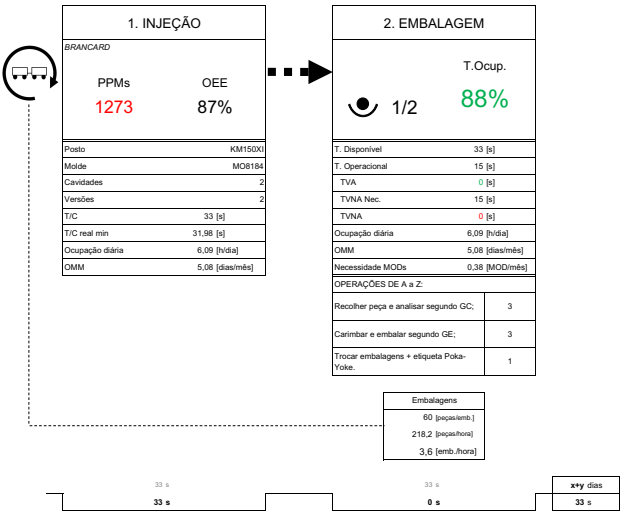 1. INJEÇÃO
BRANCARD
PPMs OEE
1273 87%
Posto KM150XI
Molde MO8184
Cavidades 2
Versões 2
T/C 33 [s]
T/C real min 31,98 [s]
Ocupação diária 6,09 [h/dia]
OMM 5,08 [dias/mês]
2. EMBALAGEM
T.Ocup.
1/2 88%
T. Disponível 33 [s]
T. Operacional 15 [s]
TVA 0 [s]
TVNA Nec. 15 [s]
TVNA 0 [s]
Ocupação diária 6,09 [h/dia]
OMM 5,08 [dias/mês]
Necessidade MODs 0,38 [MOD/mês]
OPERAÇÕES DE A a Z:
Recolher peça e analisar segundo GC; 3
Carimbar e embalar segundo GE; 3
Trocar embalagens + etiqueta Poka-
Yoke. 1
Embalagens
60 [peças/emb.]
218,2 [peças/hora]
3,6 [emb./hora]
33 s 33 s x+y dias
33 s 0 s 33 s